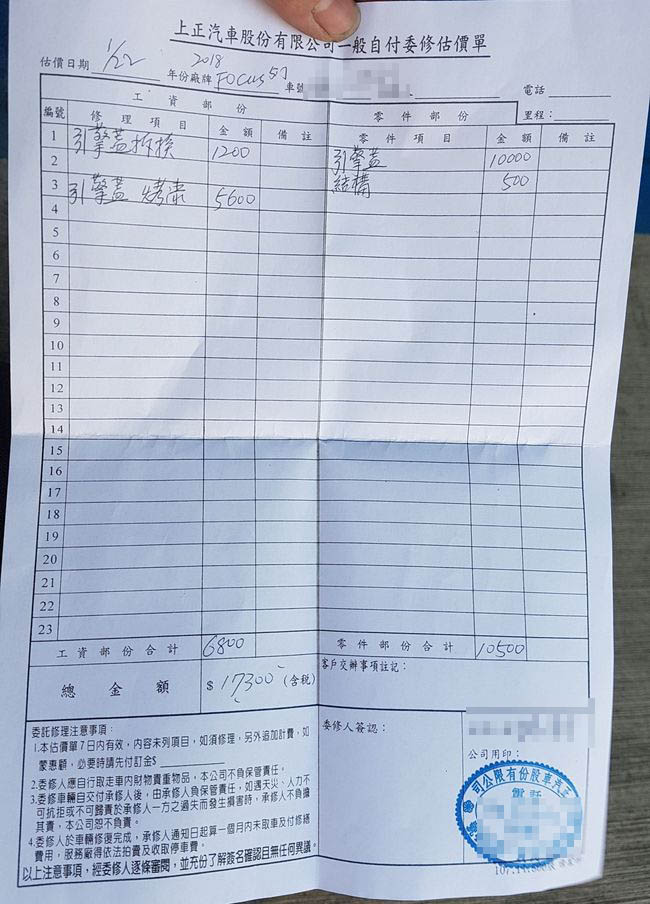 上正汽車股份有限公司一般自付委修估價單
估價日期 1/22 2018 年份廠牌 Focus 5門 車號
電話
工資部份 零件部份 里程：
編號 修理項目 金額 備註 零件項目 金額 備註
1 引擎蓋拆換 1200 引擎蓋 10000
2
3 引擎蓋 烤漆 5600 結構 500
4
5
6
7
8
9
10
11
12
13
14
15
16
17
18
19
20
21
22
23
工資部份合計 6800 零件部份合計 10500
總金額 $ 17300 (含稅) 客戶交辦事項註記：
委託修理注意事項：
1.本估價單7日內有效，內容未列項目，如須修理，另外追加計費，如
蒙惠顧，必要時請先付訂金$
2.委修人應自行取走車內財物貴重物品，本公司不負保管責任。
3.委修車輛自交付承修人後，由承修人負保管責任，如遇天災、人力不
可抗拒或不可歸責於承修人一方之過失而發生損害時，承修人不負擔
其責，本公司恕不負責。
4.委修人於車輛修復完成，承修人通知日起算一個月內未取車及付修繕
費用，服務廠得依法拍賣及收取停車費。
以上注意事項，經委修人逐條審閱，並充份了解簽名確認且無任何異議。
委修人簽認：
公司用印：
汽車股份有限公司
電話